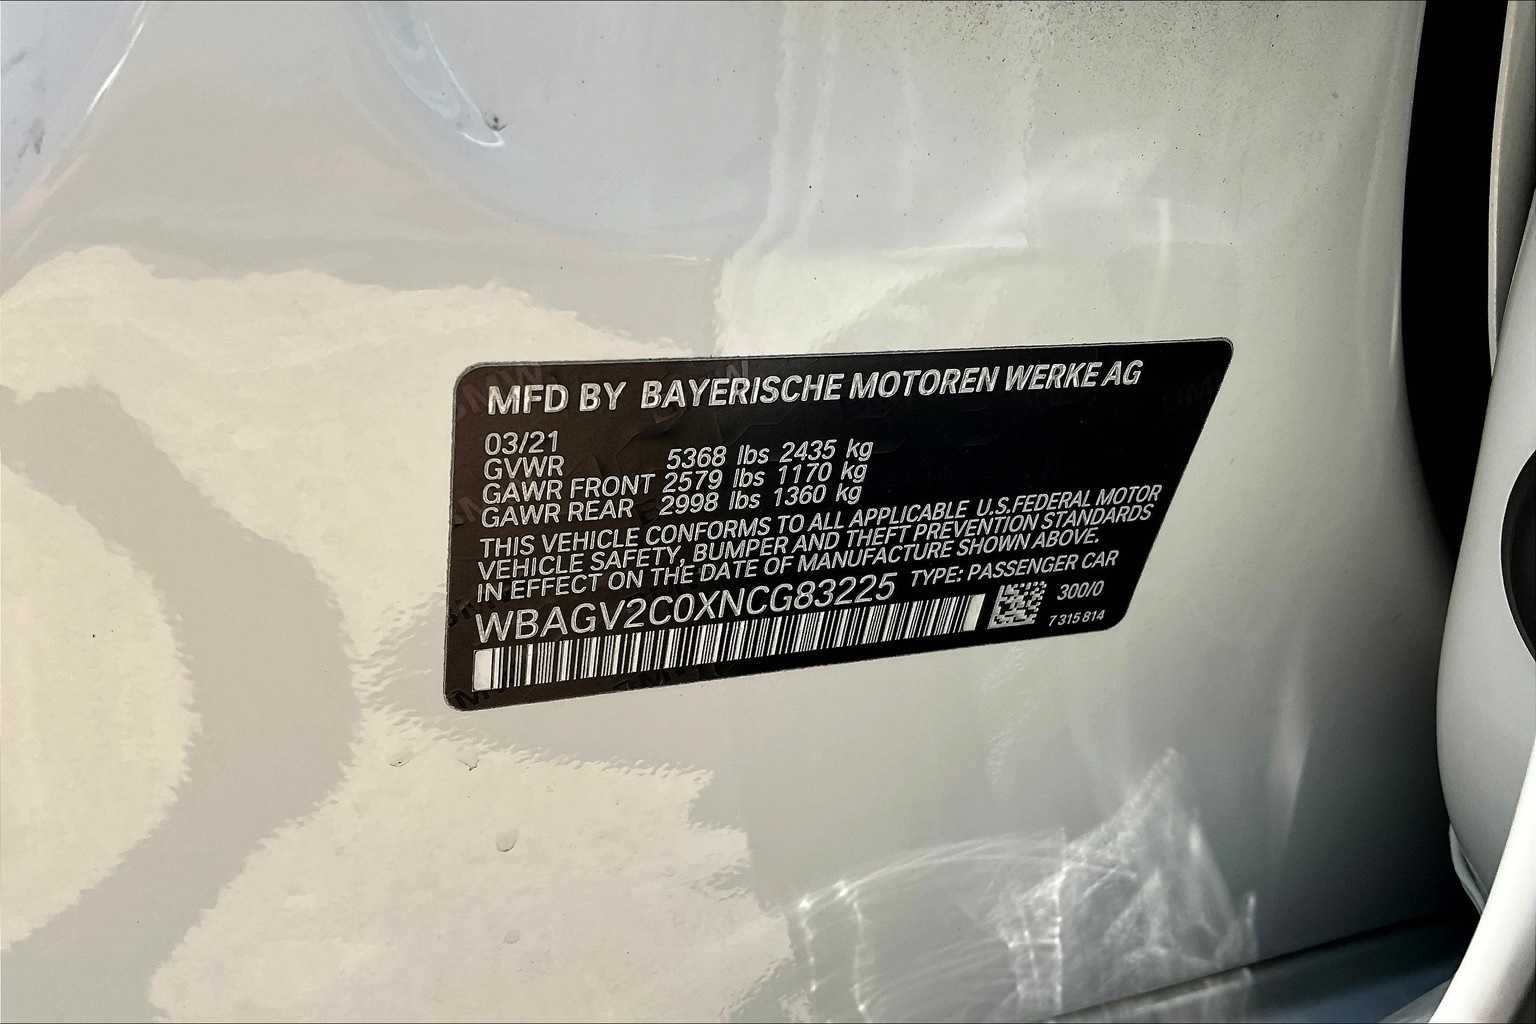 MFD BY BAYERISCHE MOTOREN WERKE AG
03/21
GVWR 5368 lbs 2435 kg
GAWR FRONT 2579 lbs 1170 kg
GAWR REAR 2998 lbs 1360 kg
THIS VEHICLE CONFORMS TO ALL APPLICABLE U.S.FEDERAL MOTOR
VEHICLE SAFETY, BUMPER AND THEFT PREVENTION STANDARDS
IN EFFECT ON THE DATE OF MANUFACTURE SHOWN ABOVE.
WBAGV2C0XNCG83225 TYPE: PASSENGER CAR
300/0
7 315 814